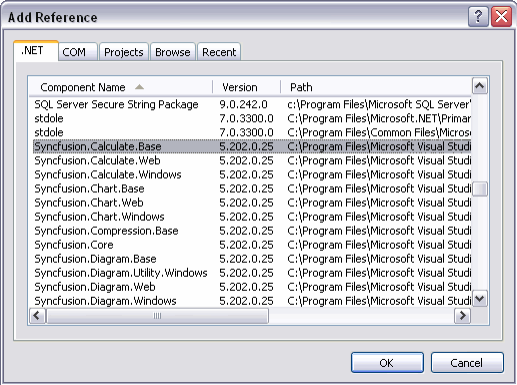 Add Reference
.NET COM Projects Browse Recent
Component Name Version Path
SQL Server Secure String Package 9.0.242.0 c:\Program Files\Microsoft SQL Server\
stdole 7.0.3300.0 C:\Program Files\Microsoft.NET\Primar
stdole 7.0.3300.0 C:\Program Files\Common Files\Micros
Syncfusion.Calculate.Base 5.202.0.25 C:\Program Files\Microsoft Visual Studi
Syncfusion.Calculate.Web 5.202.0.25 C:\Program Files\Microsoft Visual Studi
Syncfusion.Calculate.Windows 5.202.0.25 C:\Program Files\Microsoft Visual Studi
Syncfusion.Chart.Base 5.202.0.25 C:\Program Files\Microsoft Visual Studi
Syncfusion.Chart.Web 5.202.0.25 C:\Program Files\Microsoft Visual Studi
Syncfusion.Chart.Windows 5.202.0.25 C:\Program Files\Microsoft Visual Studi
Syncfusion.Compression.Base 5.202.0.25 C:\Program Files\Microsoft Visual Studi
Syncfusion.Core 5.202.0.25 C:\Program Files\Microsoft Visual Studi
Syncfusion.Diagram.Base 5.202.0.25 C:\Program Files\Microsoft Visual Studi
Syncfusion.Diagram.Utility.Windows 5.202.0.25 C:\Program Files\Microsoft Visual Studi
Syncfusion.Diagram.Web 5.202.0.25 C:\Program Files\Microsoft Visual Studi
Syncfusion.Diagram.Windows 5.202.0.25 C:\Program Files\Microsoft Visual Studi
OK Cancel